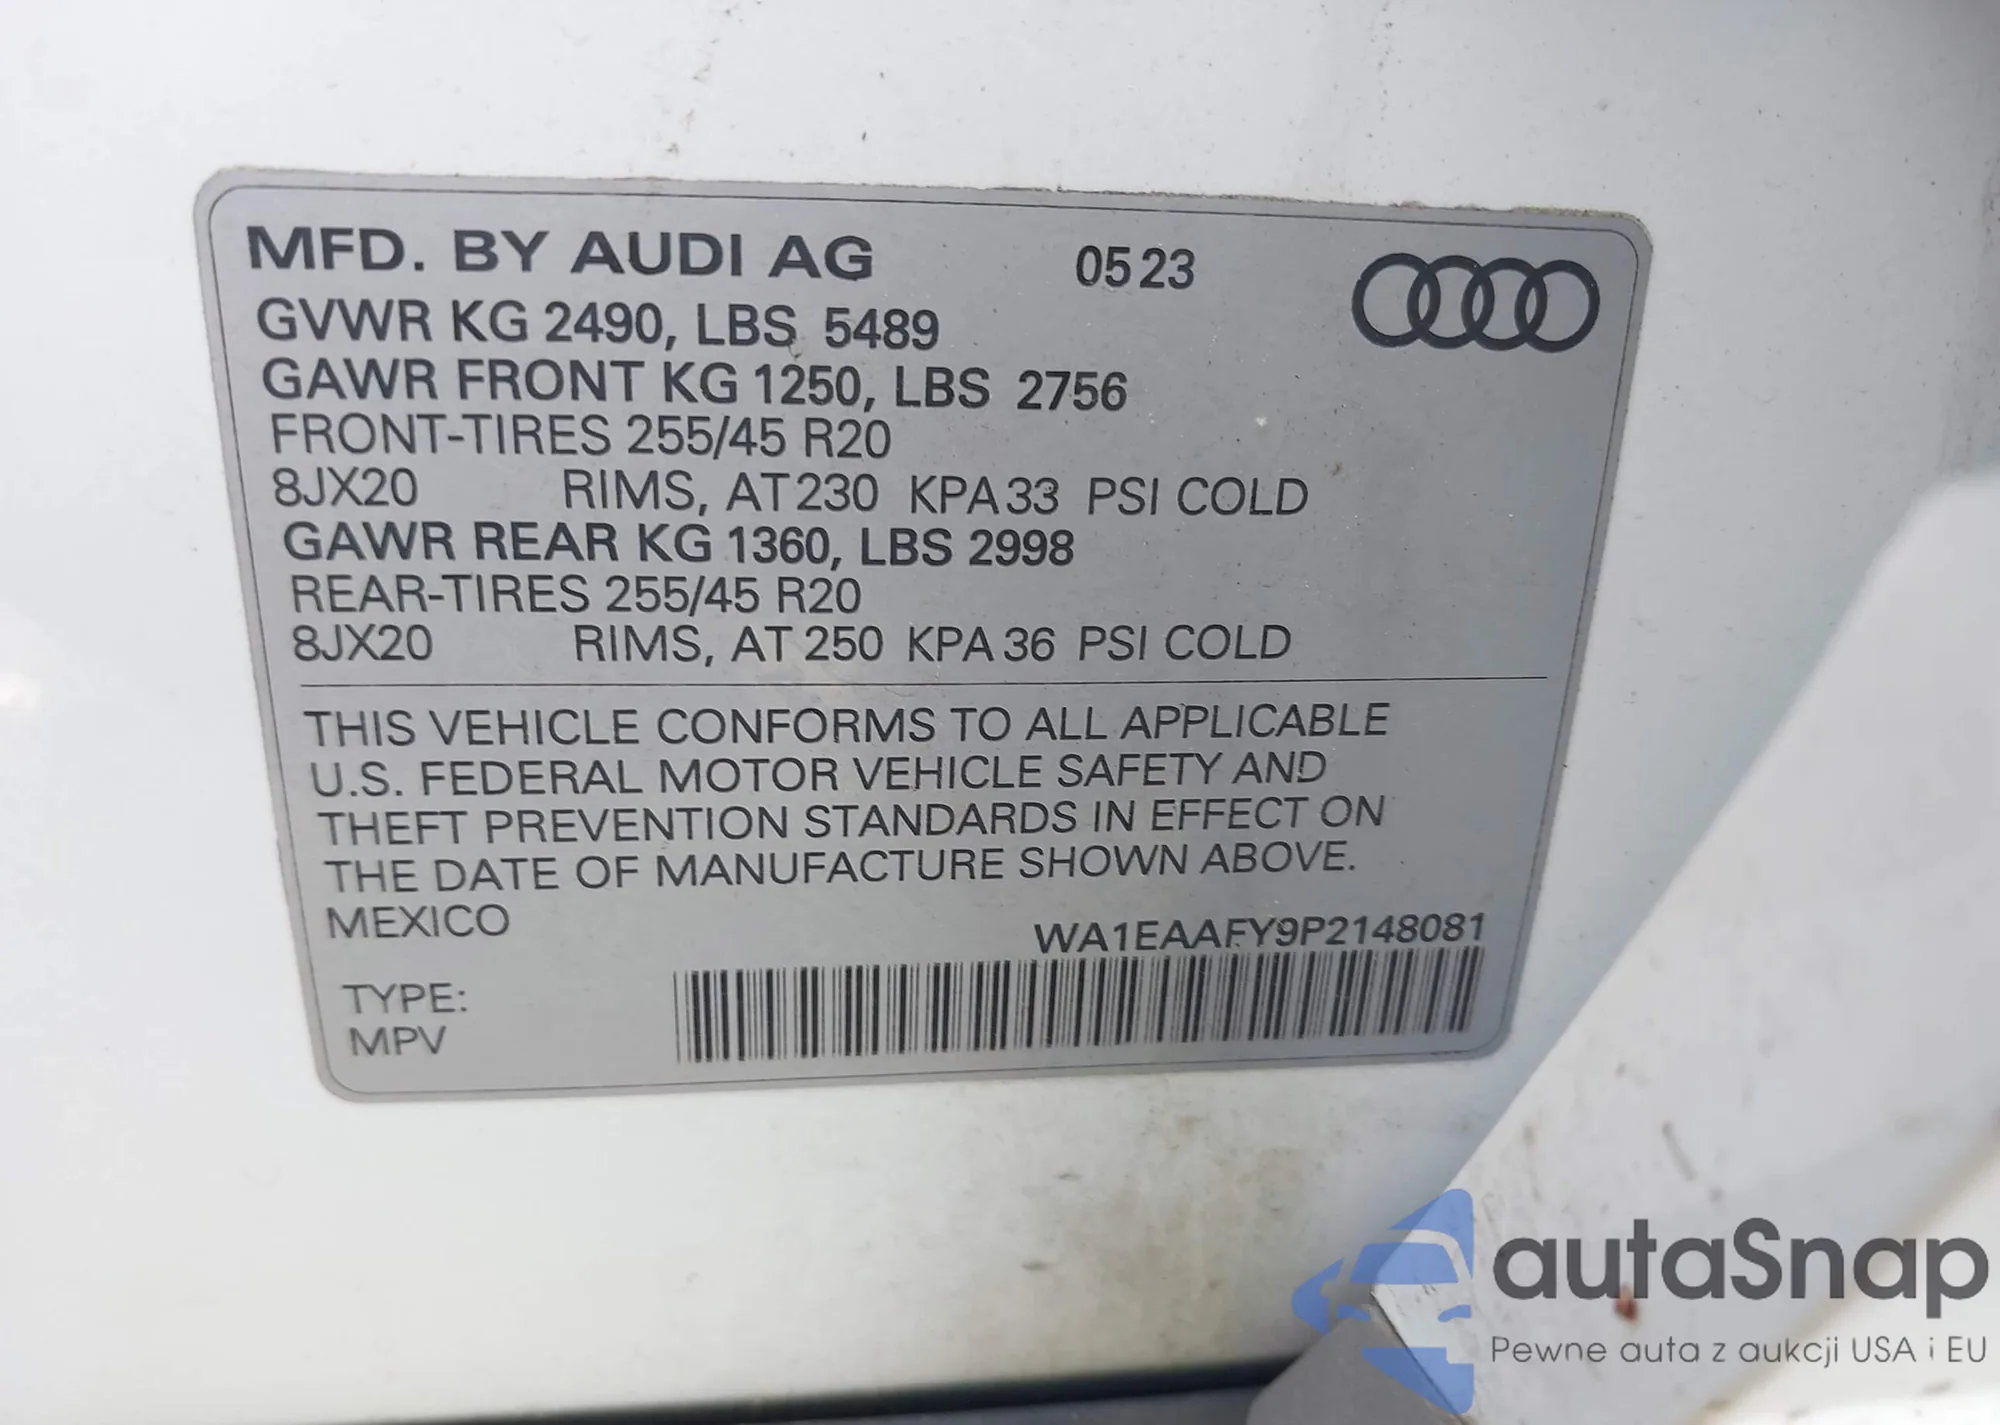 MFD. BY AUDI AG 05 23
GVWR KG 2490, LBS 5489
GAWR FRONT KG 1250, LBS 2756
FRONT-TIRES 255/45 R20
8JX20 RIMS, AT 230 KPA 33 PSI COLD
GAWR REAR KG 1360, LBS 2998
REAR-TIRES 255/45 R20
8JX20 RIMS, AT 250 KPA 36 PSI COLD
THIS VEHICLE CONFORMS TO ALL APPLICABLE
U.S. FEDERAL MOTOR VEHICLE SAFETY AND
THEFT PREVENTION STANDARDS IN EFFECT ON
THE DATE OF MANUFACTURE SHOWN ABOVE.
MEXICO
WA1EAAFY9P2148081
TYPE:
MPV
autaSnap
Pewne auta z aukcji USA i EU